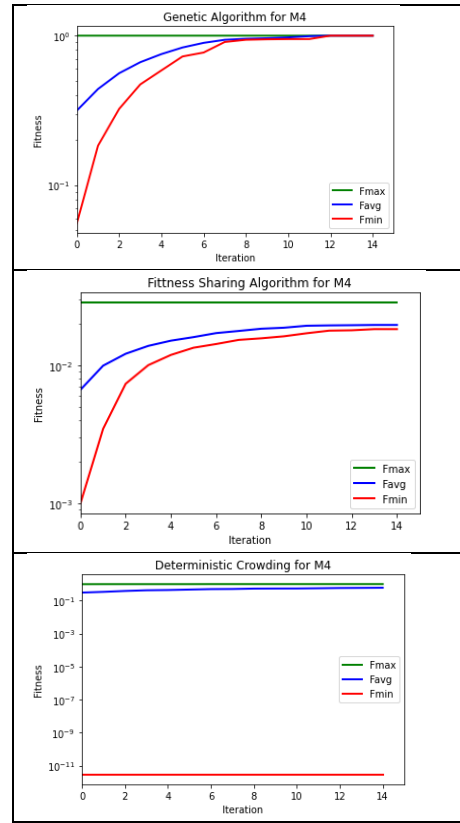 Genetic Algorithm for M4
10⁰
10⁻¹
Fitness
Fmax
Favg
Fmin
0 2 4 6 8 10 12 14
Iteration
Fittness Sharing Algorithm for M4
10⁻²
10⁻³
Fitness
Fmax
Favg
Fmin
0 2 4 6 8 10 12 14
Iteration
Deterministic Crowding for M4
10⁻¹
10⁻³
10⁻⁵
10⁻⁷
10⁻⁹
10⁻¹¹
Fitness
Fmax
Favg
Fmin
0 2 4 6 8 10 12 14
Iteration